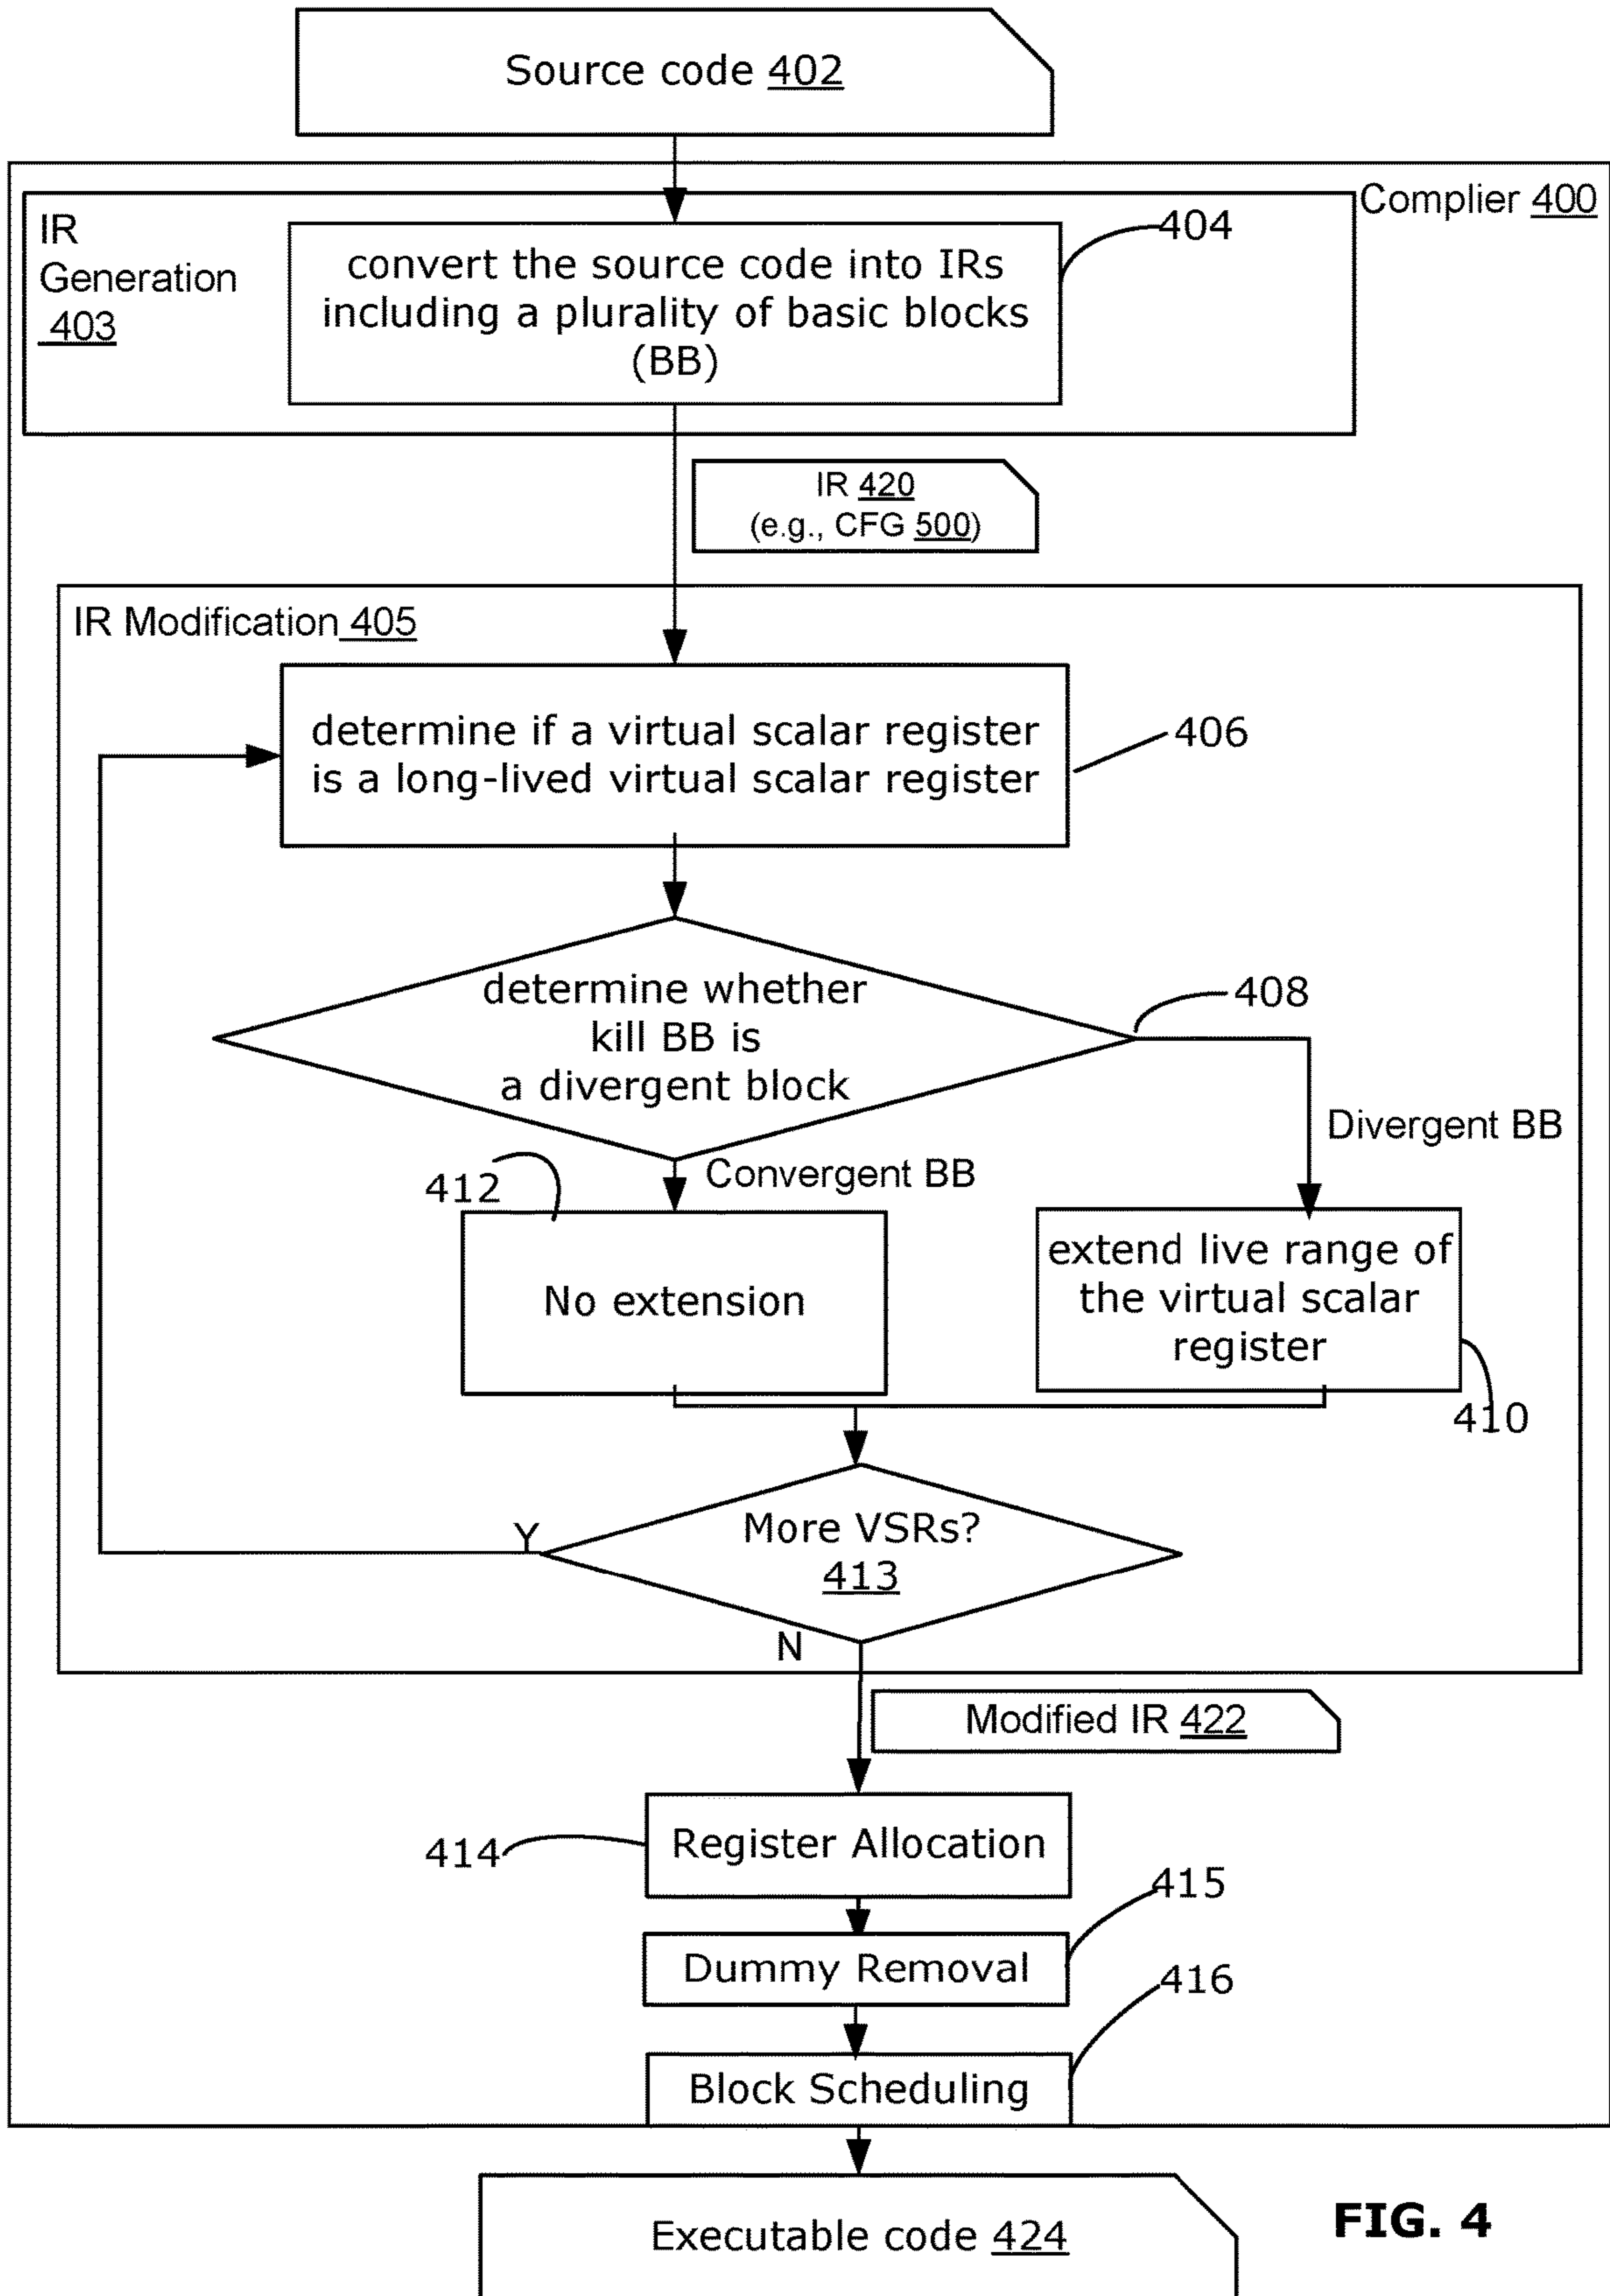 Source code 402
Complier 400
IR
Generation
403
404
convert the source code into IRs
including a plurality of basic blocks
(BB)
IR 420
(e.g., CFG 500)
IR Modification 405
determine if a virtual scalar register
is a long-lived virtual scalar register
406
determine whether
kill BB is
a divergent block
408
Divergent BB
Convergent BB
412
No extension
extend live range of
the virtual scalar
register
410
More VSRs?
413
Y
N
Modified IR 422
Register Allocation
414
415
Dummy Removal
416
Block Scheduling
Executable code 424
FIG. 4